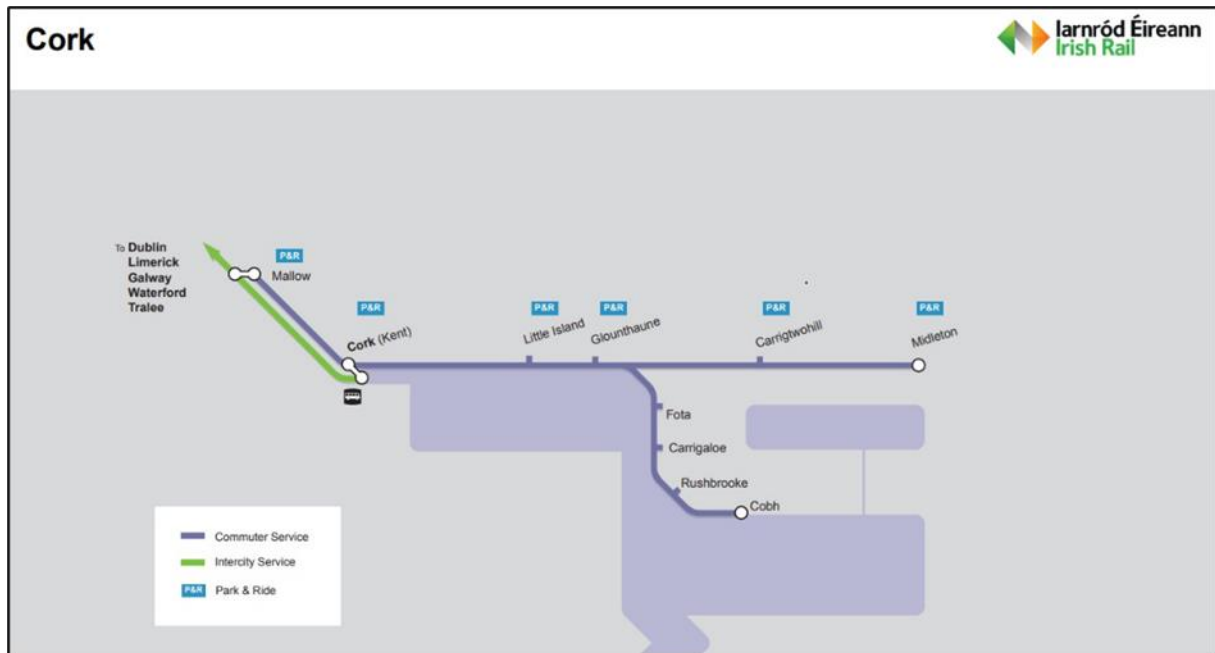 Cork
Iarnród Éireann
Irish Rail
To Dublin
Limerick
Galway
Waterford
Tralee
P&R
Mallow
P&R
Cork (Kent)
P&R
Little Island
P&R
Glounthaune
P&R
Carrigtwohill
P&R
Midleton
Fota
Carrigaloe
Rushbrooke
Cobh
Commuter Service
Intercity Service
P&R Park & Ride